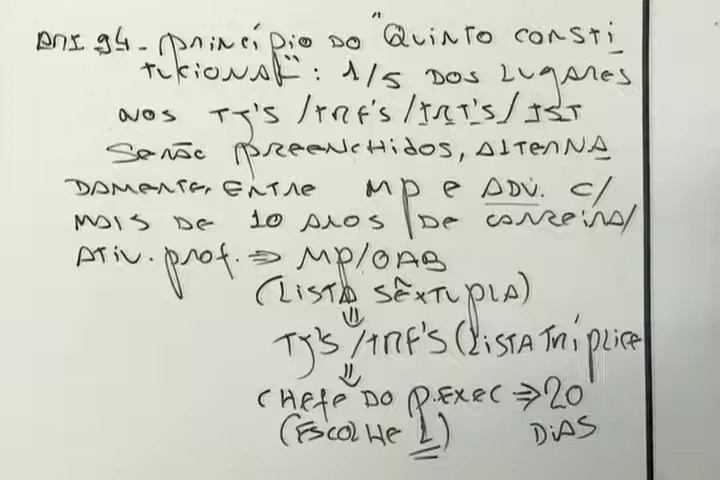 ART. 94 - princípio do "Quinto consti
tucional": 1/5 dos lugares
nos TJ's / TRF's / TRT's / TST
serão preenchidos, alterna
damente, entre MP e ADV. c/
mais de 10 anos de carreira/
ativ. prof. ⇒ MP/OAB
(LISTA SÊXTUPLA)
⇓
TJ's / TRF's (LISTA TRÍPLICE
⇓
CHEFE DO P. EXEC ⇒ 20
(ESCOLHE 1) DIAS